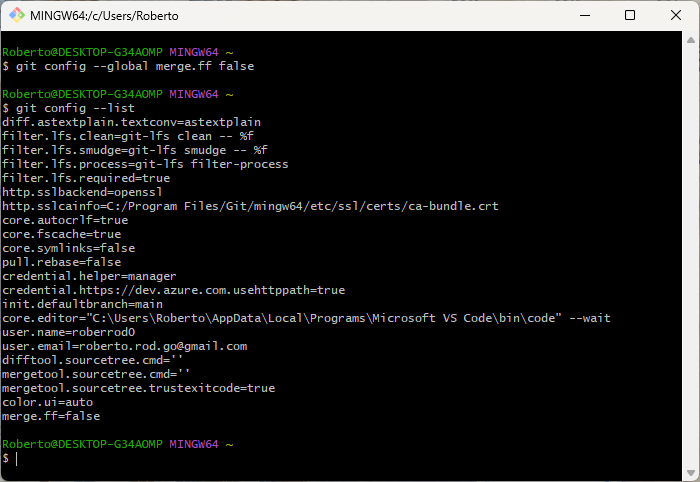 MINGW64:/c/Users/Roberto
Roberto@DESKTOP-G34AOMP MINGW64 ~
$ git config --global merge.ff false
Roberto@DESKTOP-G34AOMP MINGW64 ~
$ git config --list
diff.astextplain.textconv=astextplain
filter.lfs.clean=git-lfs clean -- %f
filter.lfs.smudge=git-lfs smudge -- %f
filter.lfs.process=git-lfs filter-process
filter.lfs.required=true
http.sslbackend=openssl
http.sslcainfo=C:/Program Files/Git/mingw64/etc/ssl/certs/ca-bundle.crt
core.autocrlf=true
core.fscache=true
core.symlinks=false
pull.rebase=false
credential.helper=manager
credential.https://dev.azure.com.usehttppath=true
init.defaultbranch=main
core.editor="C:\Users\Roberto\AppData\Local\Programs\Microsoft VS Code\bin\code" --wait
user.name=roberrod0
user.email=roberto.rod.go@gmail.com
difftool.sourcetree.cmd=''
mergetool.sourcetree.cmd=''
mergetool.sourcetree.trustexitcode=true
color.ui=auto
merge.ff=false
Roberto@DESKTOP-G34AOMP MINGW64 ~
$